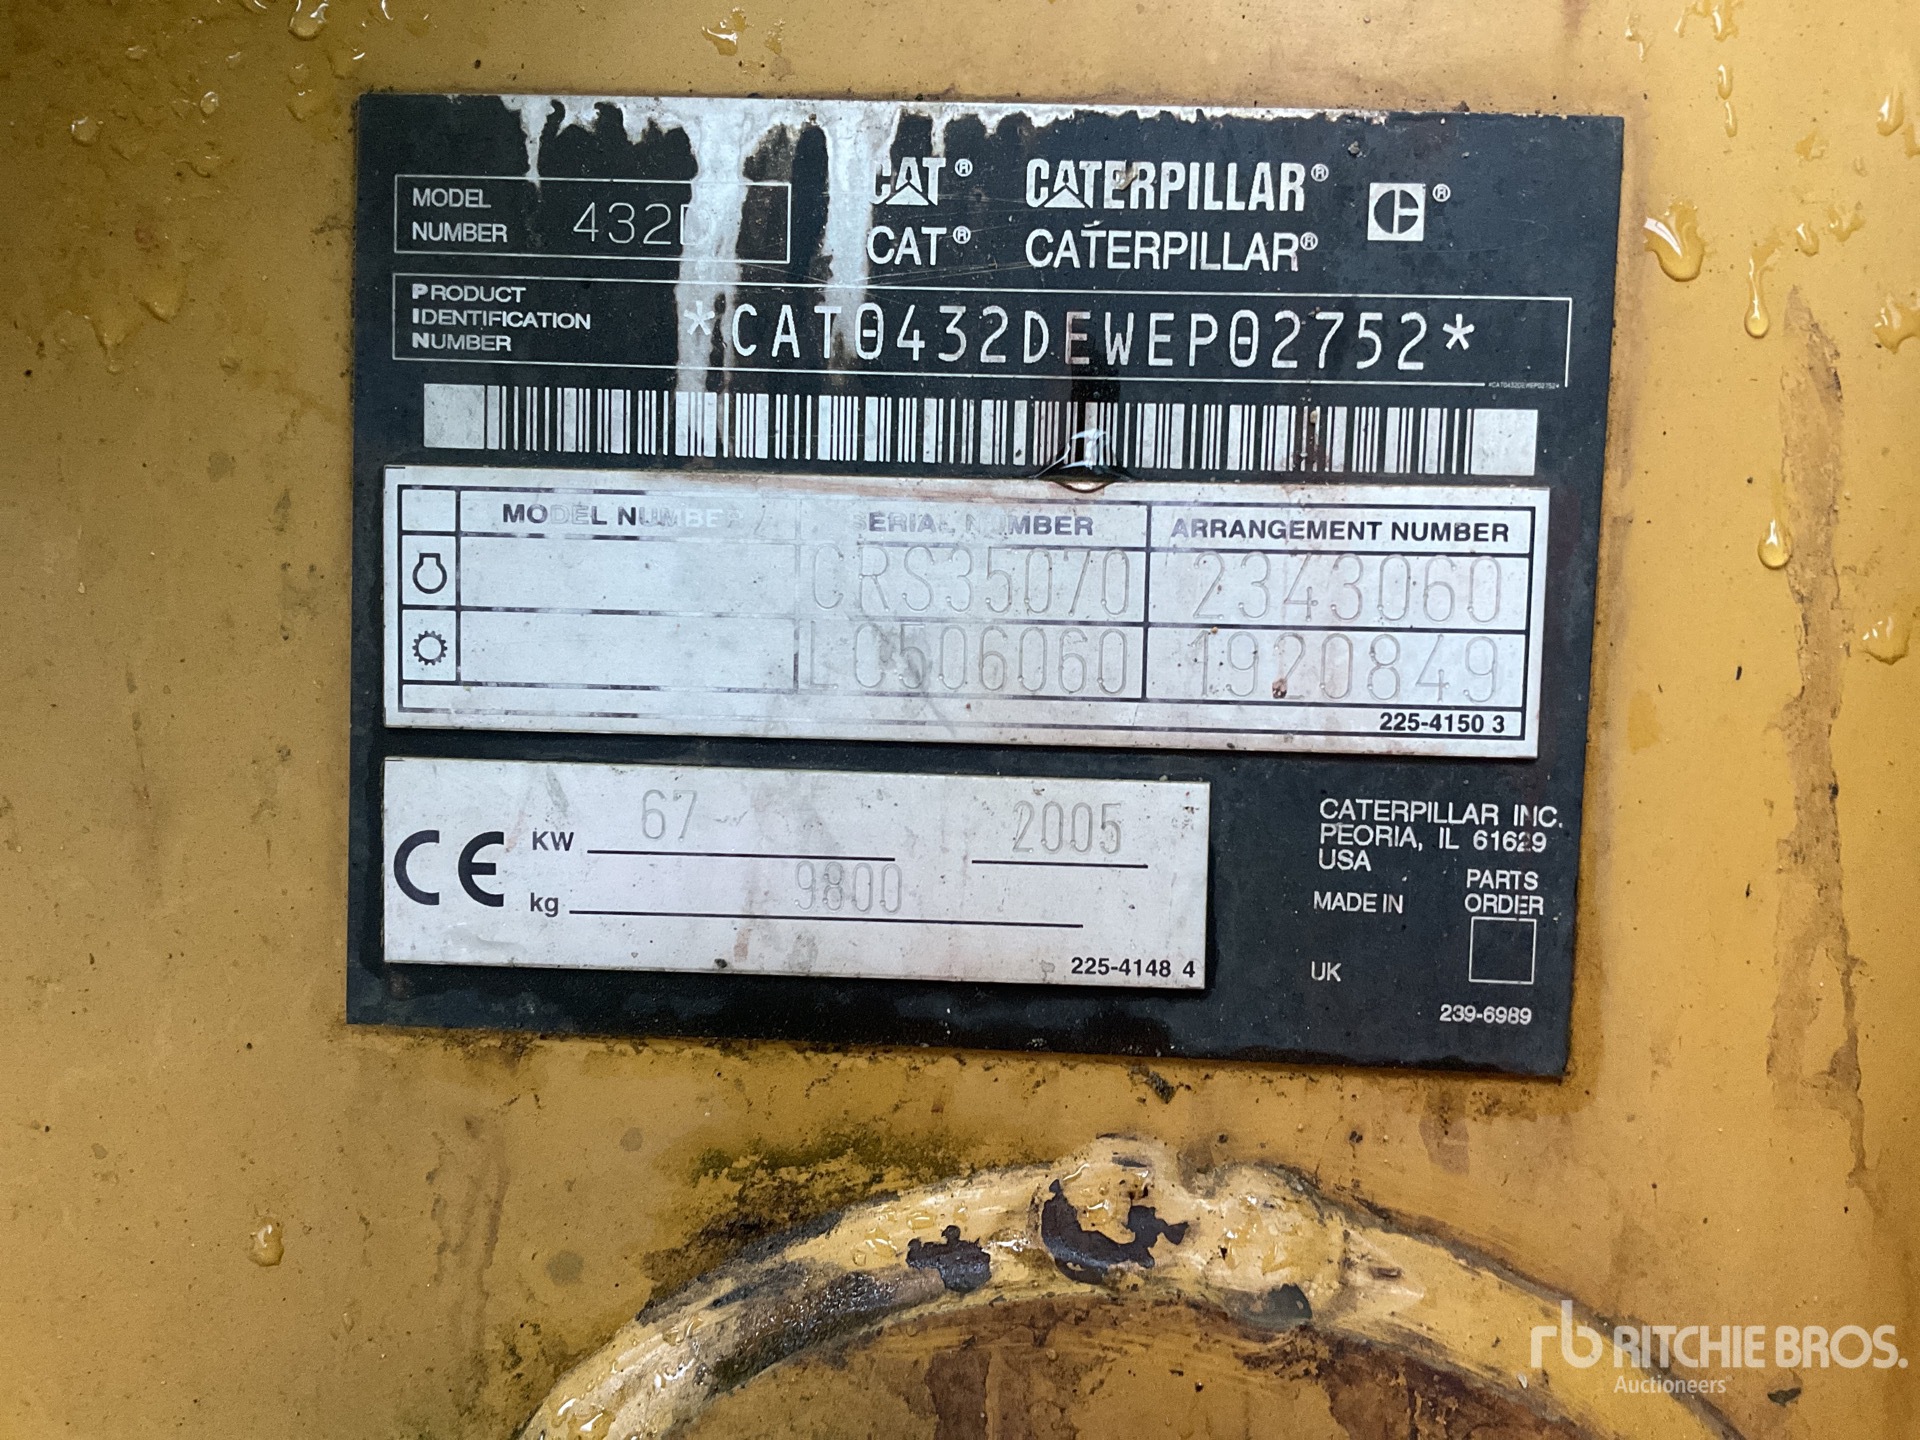 MODEL
NUMBER 432D
CAT® CATERPILLAR® ®
CAT® CATERPILLAR®
PRODUCT
IDENTIFICATION
NUMBER
*CAT0432DEWEP02752*
*CAT0432DEWEP02752*
MODEL NUMBER SERIAL NUMBER ARRANGEMENT NUMBER
CRS35070 2343060
LC506060 1920849
225-4150 3
CE KW 67 2005
kg 9800
225-4148 4
CATERPILLAR INC.
PEORIA, IL 61629
USA
MADE IN
UK
PARTS
ORDER
239-6989
rb RITCHIE BROS.
Auctioneers